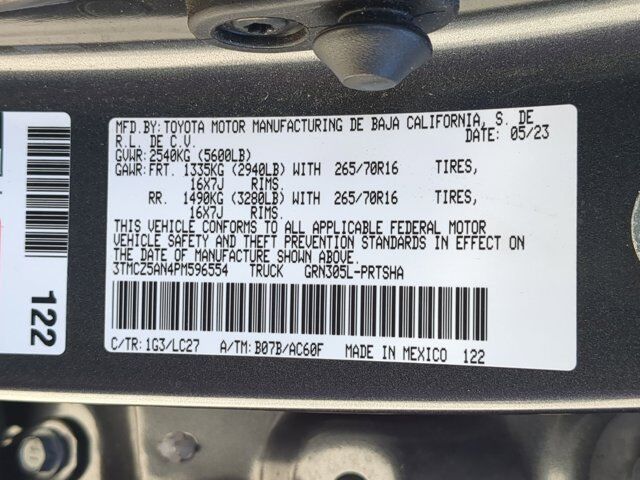 MFD.BY: TOYOTA MOTOR MANUFACTURING DE BAJA CALIFORNIA, S. DE
R.L. DE C.V. DATE: 05/23
GVWR: 2540KG (5600LB)
GAWR: FRT. 1335KG (2940LB) WITH 265/70R16 TIRES,
16X7J RIMS.
RR. 1490KG (3280LB) WITH 265/70R16 TIRES,
16X7J RIMS.
THIS VEHICLE CONFORMS TO ALL APPLICABLE FEDERAL MOTOR
VEHICLE SAFETY AND THEFT PREVENTION STANDARDS IN EFFECT ON
THE DATE OF MANUFACTURE SHOWN ABOVE.
3TMCZ5AN4PM596554 TRUCK GRN305L-PRTSHA
C/TR: 1G3/LC27 A/TM: B07B/AC60F MADE IN MEXICO 122
122